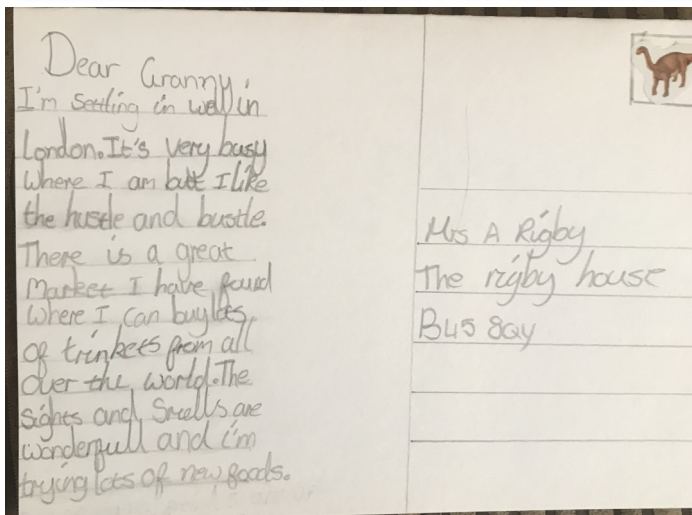 Dear Granny,
I'm settling in well in
London. It's very busy
Where I am but I like
the hustle and bustle.
There is a great
Market I have found
Where I can buy lots
of trinkets from all
over the world. The
Sights and Smells are
wonderfull and i'm
trying lots of new foods.
Mrs A Rigby
The rigby house
Bu5 8qy